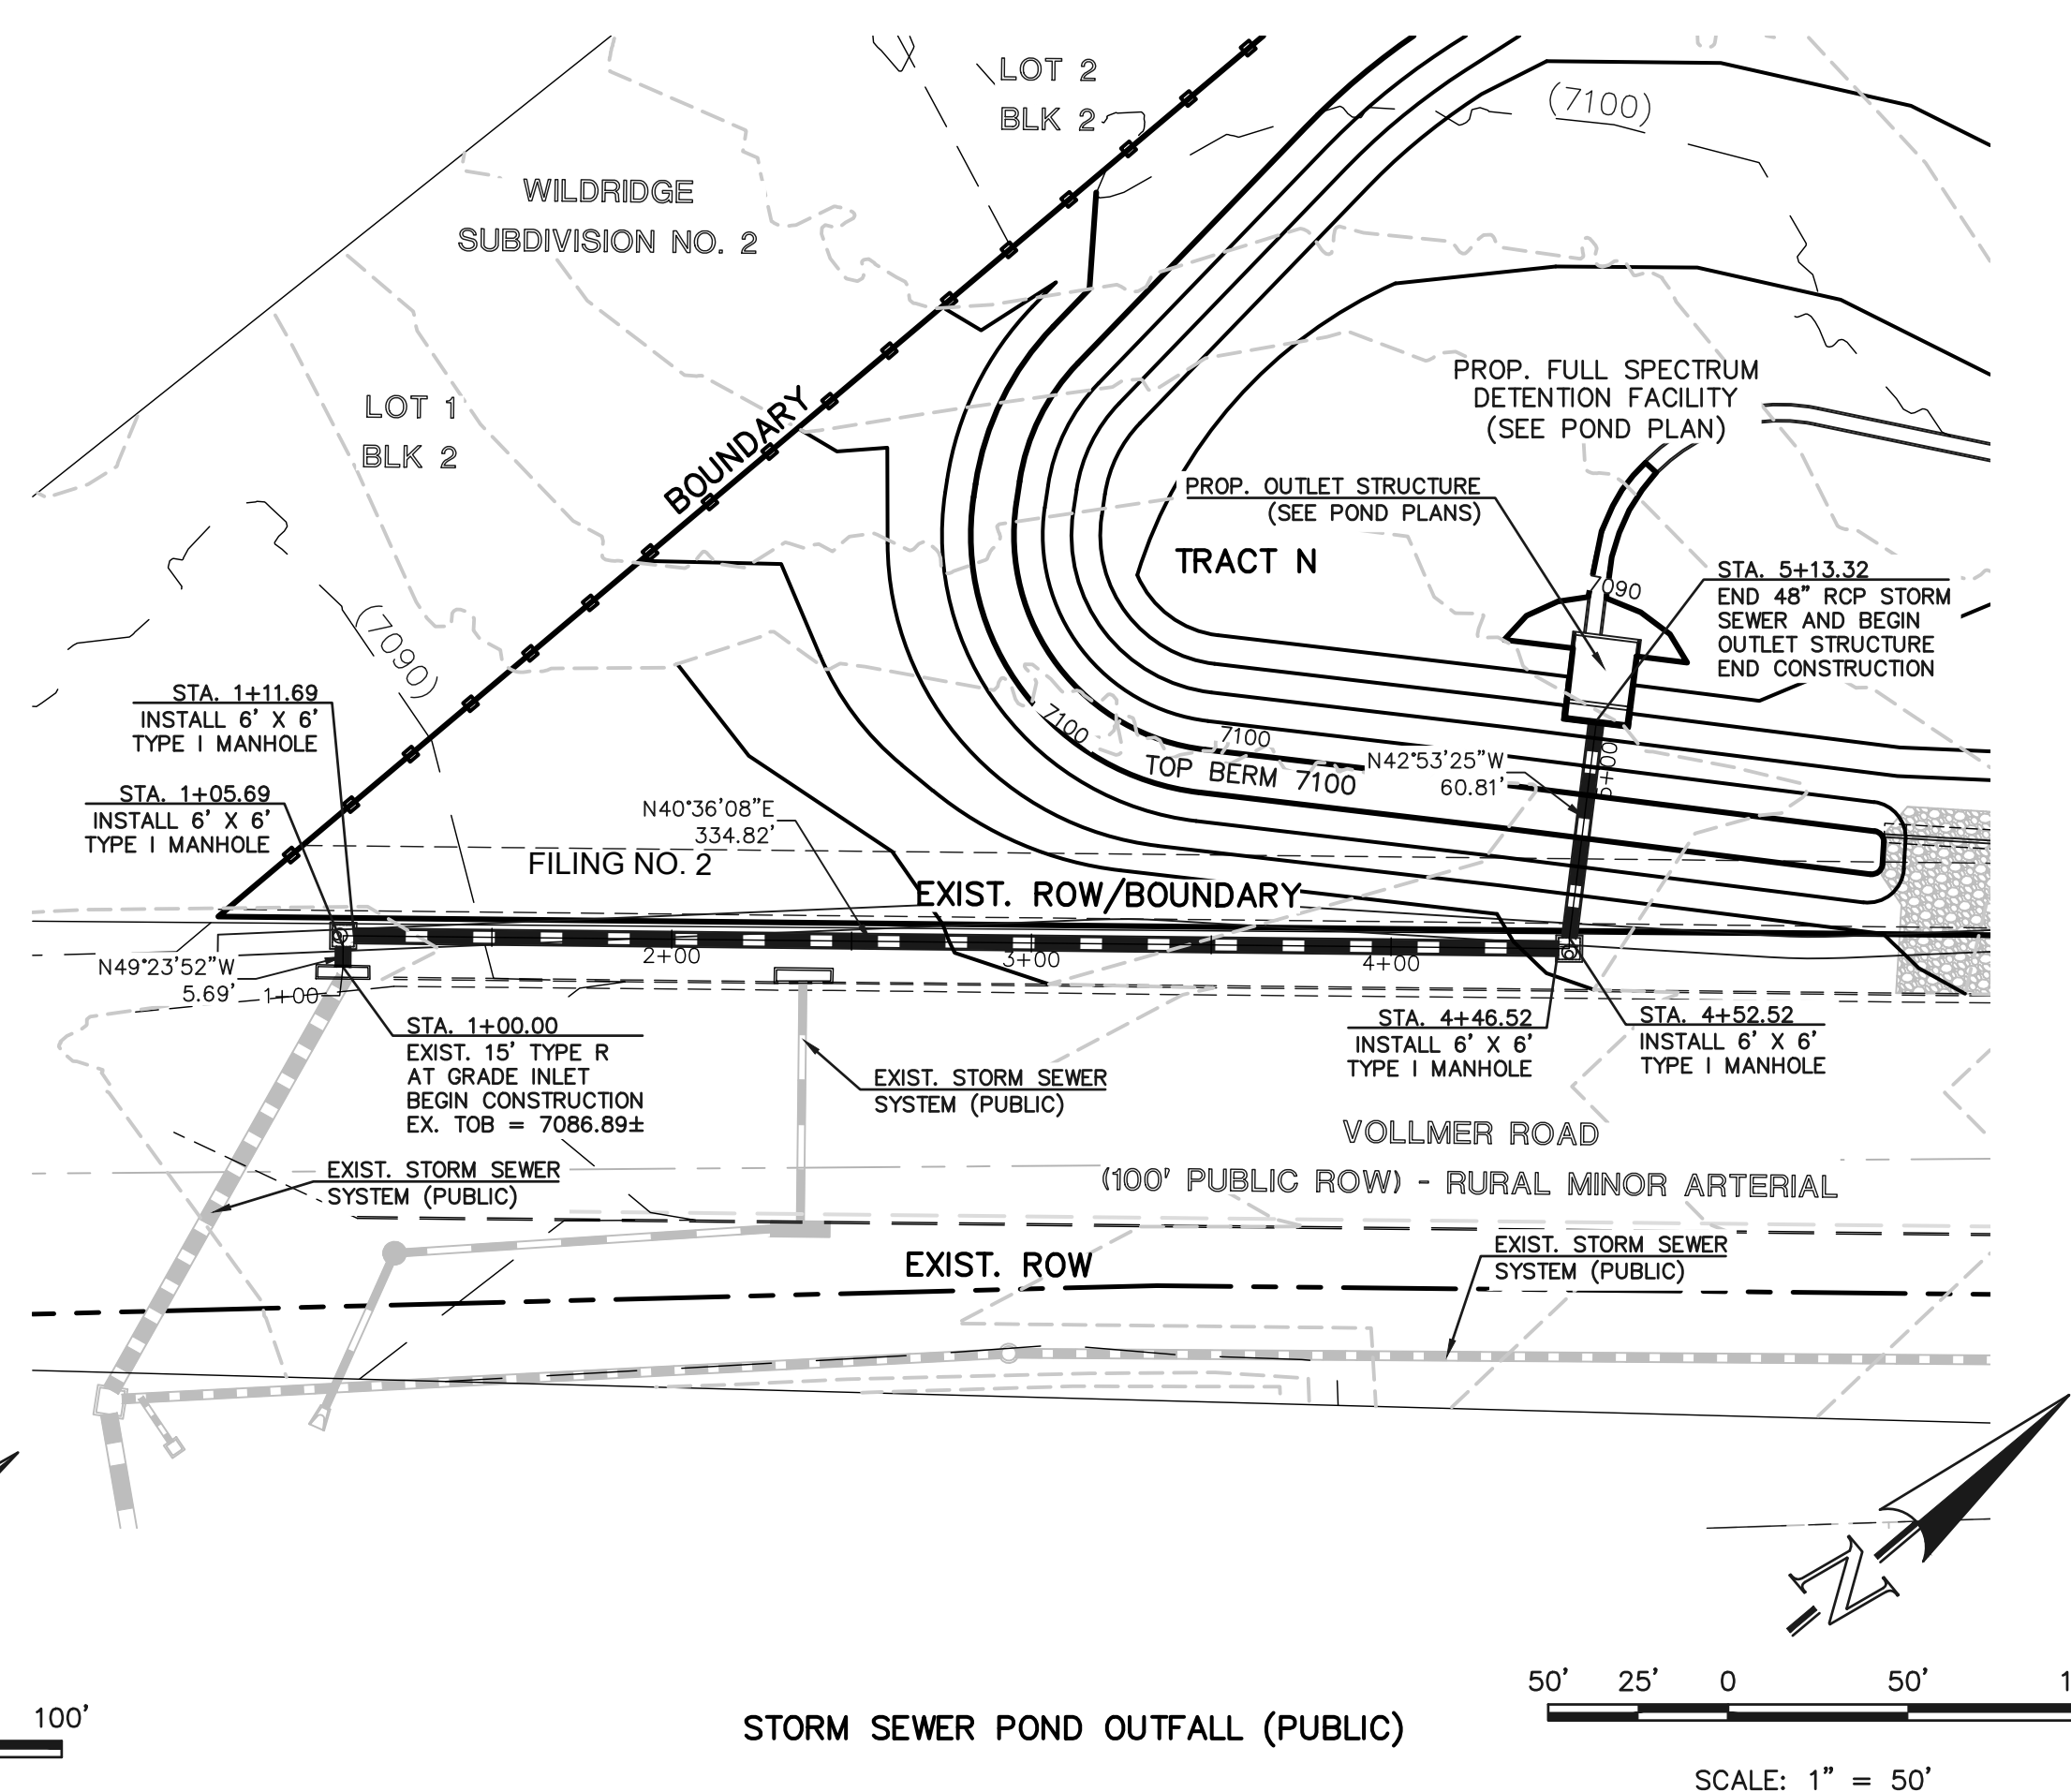 LOT 2
BLK 2
(7100)
WILDRIDGE
SUBDIVISION NO. 2
PROP. FULL SPECTRUM
DETENTION FACILITY
(SEE POND PLAN)
LOT 1
BLK 2
BOUNDARY
PROP. OUTLET STRUCTURE
(SEE POND PLANS)
TRACT N
7090
STA. 5+13.32
END 48" RCP STORM
SEWER AND BEGIN
OUTLET STRUCTURE
END CONSTRUCTION
(7090)
STA. 1+11.69
INSTALL 6' X 6'
TYPE I MANHOLE
7100
7100
TOP BERM 7100
N42°53'25"W
60.81'
5+00
STA. 1+05.69
INSTALL 6' X 6'
TYPE I MANHOLE
N40°36'08"E
334.82'
FILING NO. 2
EXIST. ROW/BOUNDARY
N49°23'52"W
5.69'
1+00
2+00
3+00
4+00
STA. 1+00.00
EXIST. 15' TYPE R
AT GRADE INLET
BEGIN CONSTRUCTION
EX. TOB = 7086.89±
EXIST. STORM SEWER
SYSTEM (PUBLIC)
STA. 4+46.52
INSTALL 6' X 6'
TYPE I MANHOLE
STA. 4+52.52
INSTALL 6' X 6'
TYPE I MANHOLE
VOLLMER ROAD
(100' PUBLIC ROW) - RURAL MINOR ARTERIAL
EXIST. STORM SEWER
SYSTEM (PUBLIC)
EXIST. ROW
EXIST. STORM SEWER
SYSTEM (PUBLIC)
N
50' 25' 0 50' 1
100'
STORM SEWER POND OUTFALL (PUBLIC)
SCALE: 1" = 50'